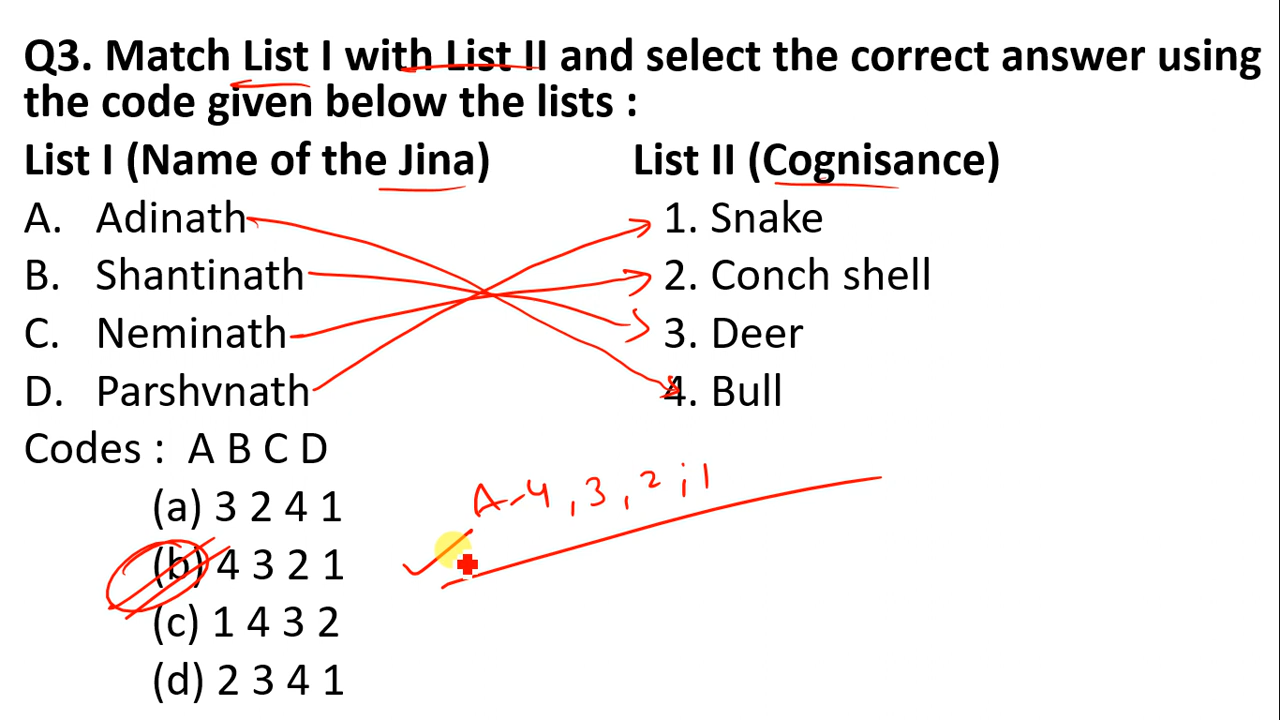 Q3. Match List I with List II and select the correct answer using
the code given below the lists :
List I (Name of the Jina) List II (Cognisance)
A. Adinath 1. Snake
B. Shantinath 2. Conch shell
C. Neminath 3. Deer
D. Parshvnath 4. Bull
Codes : A B C D
(a) 3 2 4 1
A-4, 3, 2, 1
(b) 4 3 2 1
(c) 1 4 3 2
(d) 2 3 4 1